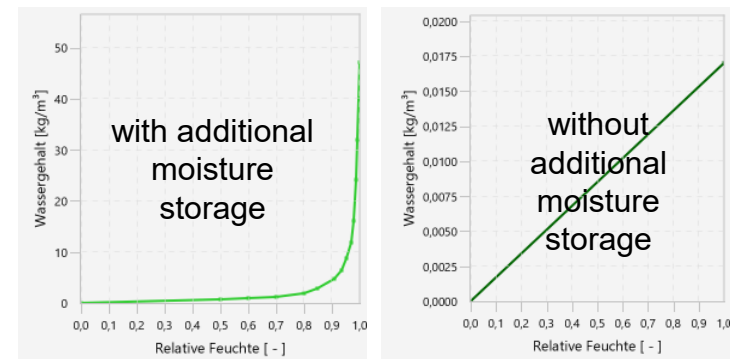 50
40
30
20
10
0
Wassergehalt [kg/m³]
with additional
moisture
storage
0,0 0,1 0,2 0,3 0,4 0,5 0,6 0,7 0,8 0,9 1,0
Relative Feuchte [ - ]
0,0200
0,0175
0,0150
0,0125
0,0100
0,0075
0,0050
0,0025
0,0000
Wassergehalt [kg/m³]
without
additional
moisture
storage
0,0 0,1 0,2 0,3 0,4 0,5 0,6 0,7 0,8 0,9 1,0
Relative Feuchte [ - ]